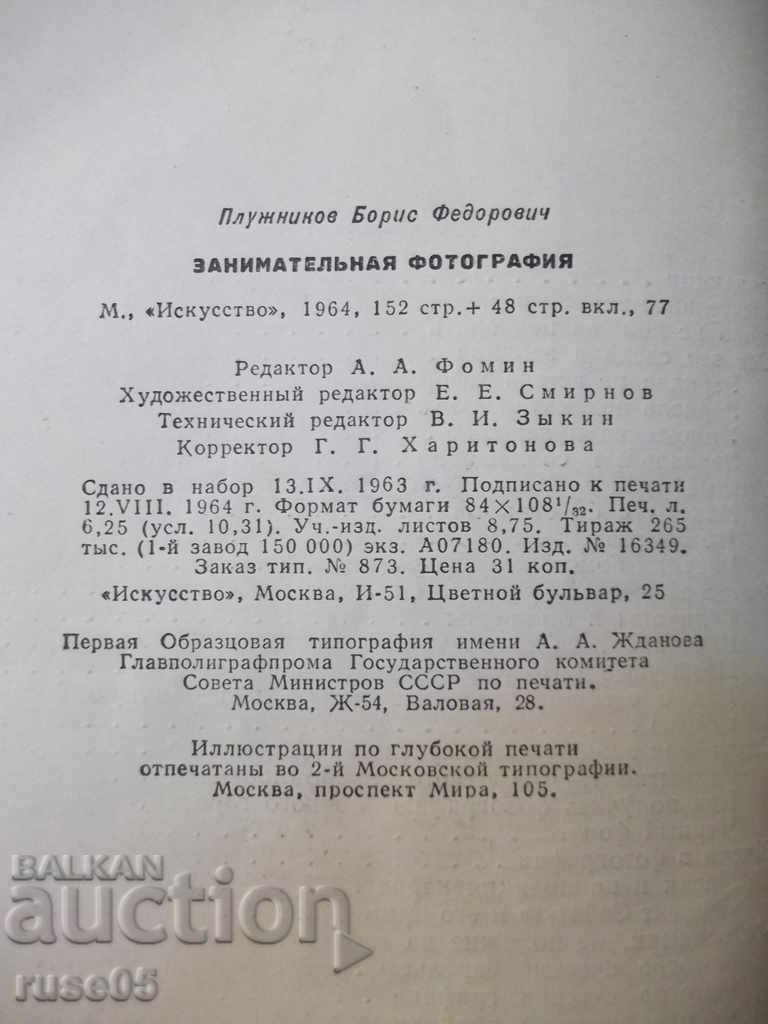 Плужников Борис Федорович
ЗАНИМАТЕЛЬНАЯ ФОТОГРАФИЯ
М., «Искусство», 1964, 152 стр.+ 48 стр. вкл., 77
Редактор А. А. Фомин
Художественный редактор Е. Е. Смирнов
Технический редактор В. И. Зыкин
Корректор Г. Г. Харитонова
Сдано в набор 13.IX. 1963 г. Подписано к печати
12.VIII. 1964 г. Формат бумаги 84×108¹/₃₂. Печ. л.
6,25 (усл. 10,31). Уч.-изд. листов 8,75. Тираж 265
тыс. (1-й завод 150 000) экз. А07180. Изд. № 16349.
Заказ тип. № 873. Цена 31 коп.
«Искусство», Москва, И-51, Цветной бульвар, 25
Первая Образцовая типография имени А. А. Жданова
Главполиграфпрома Государственного комитета
Совета Министров СССР по печати.
Москва, Ж-54, Валовая, 28.
Иллюстрации по глубокой печати
отпечатаны во 2-й Московской типографии.
Москва, проспект Мира, 105.
BALKAN
auction
ruse05